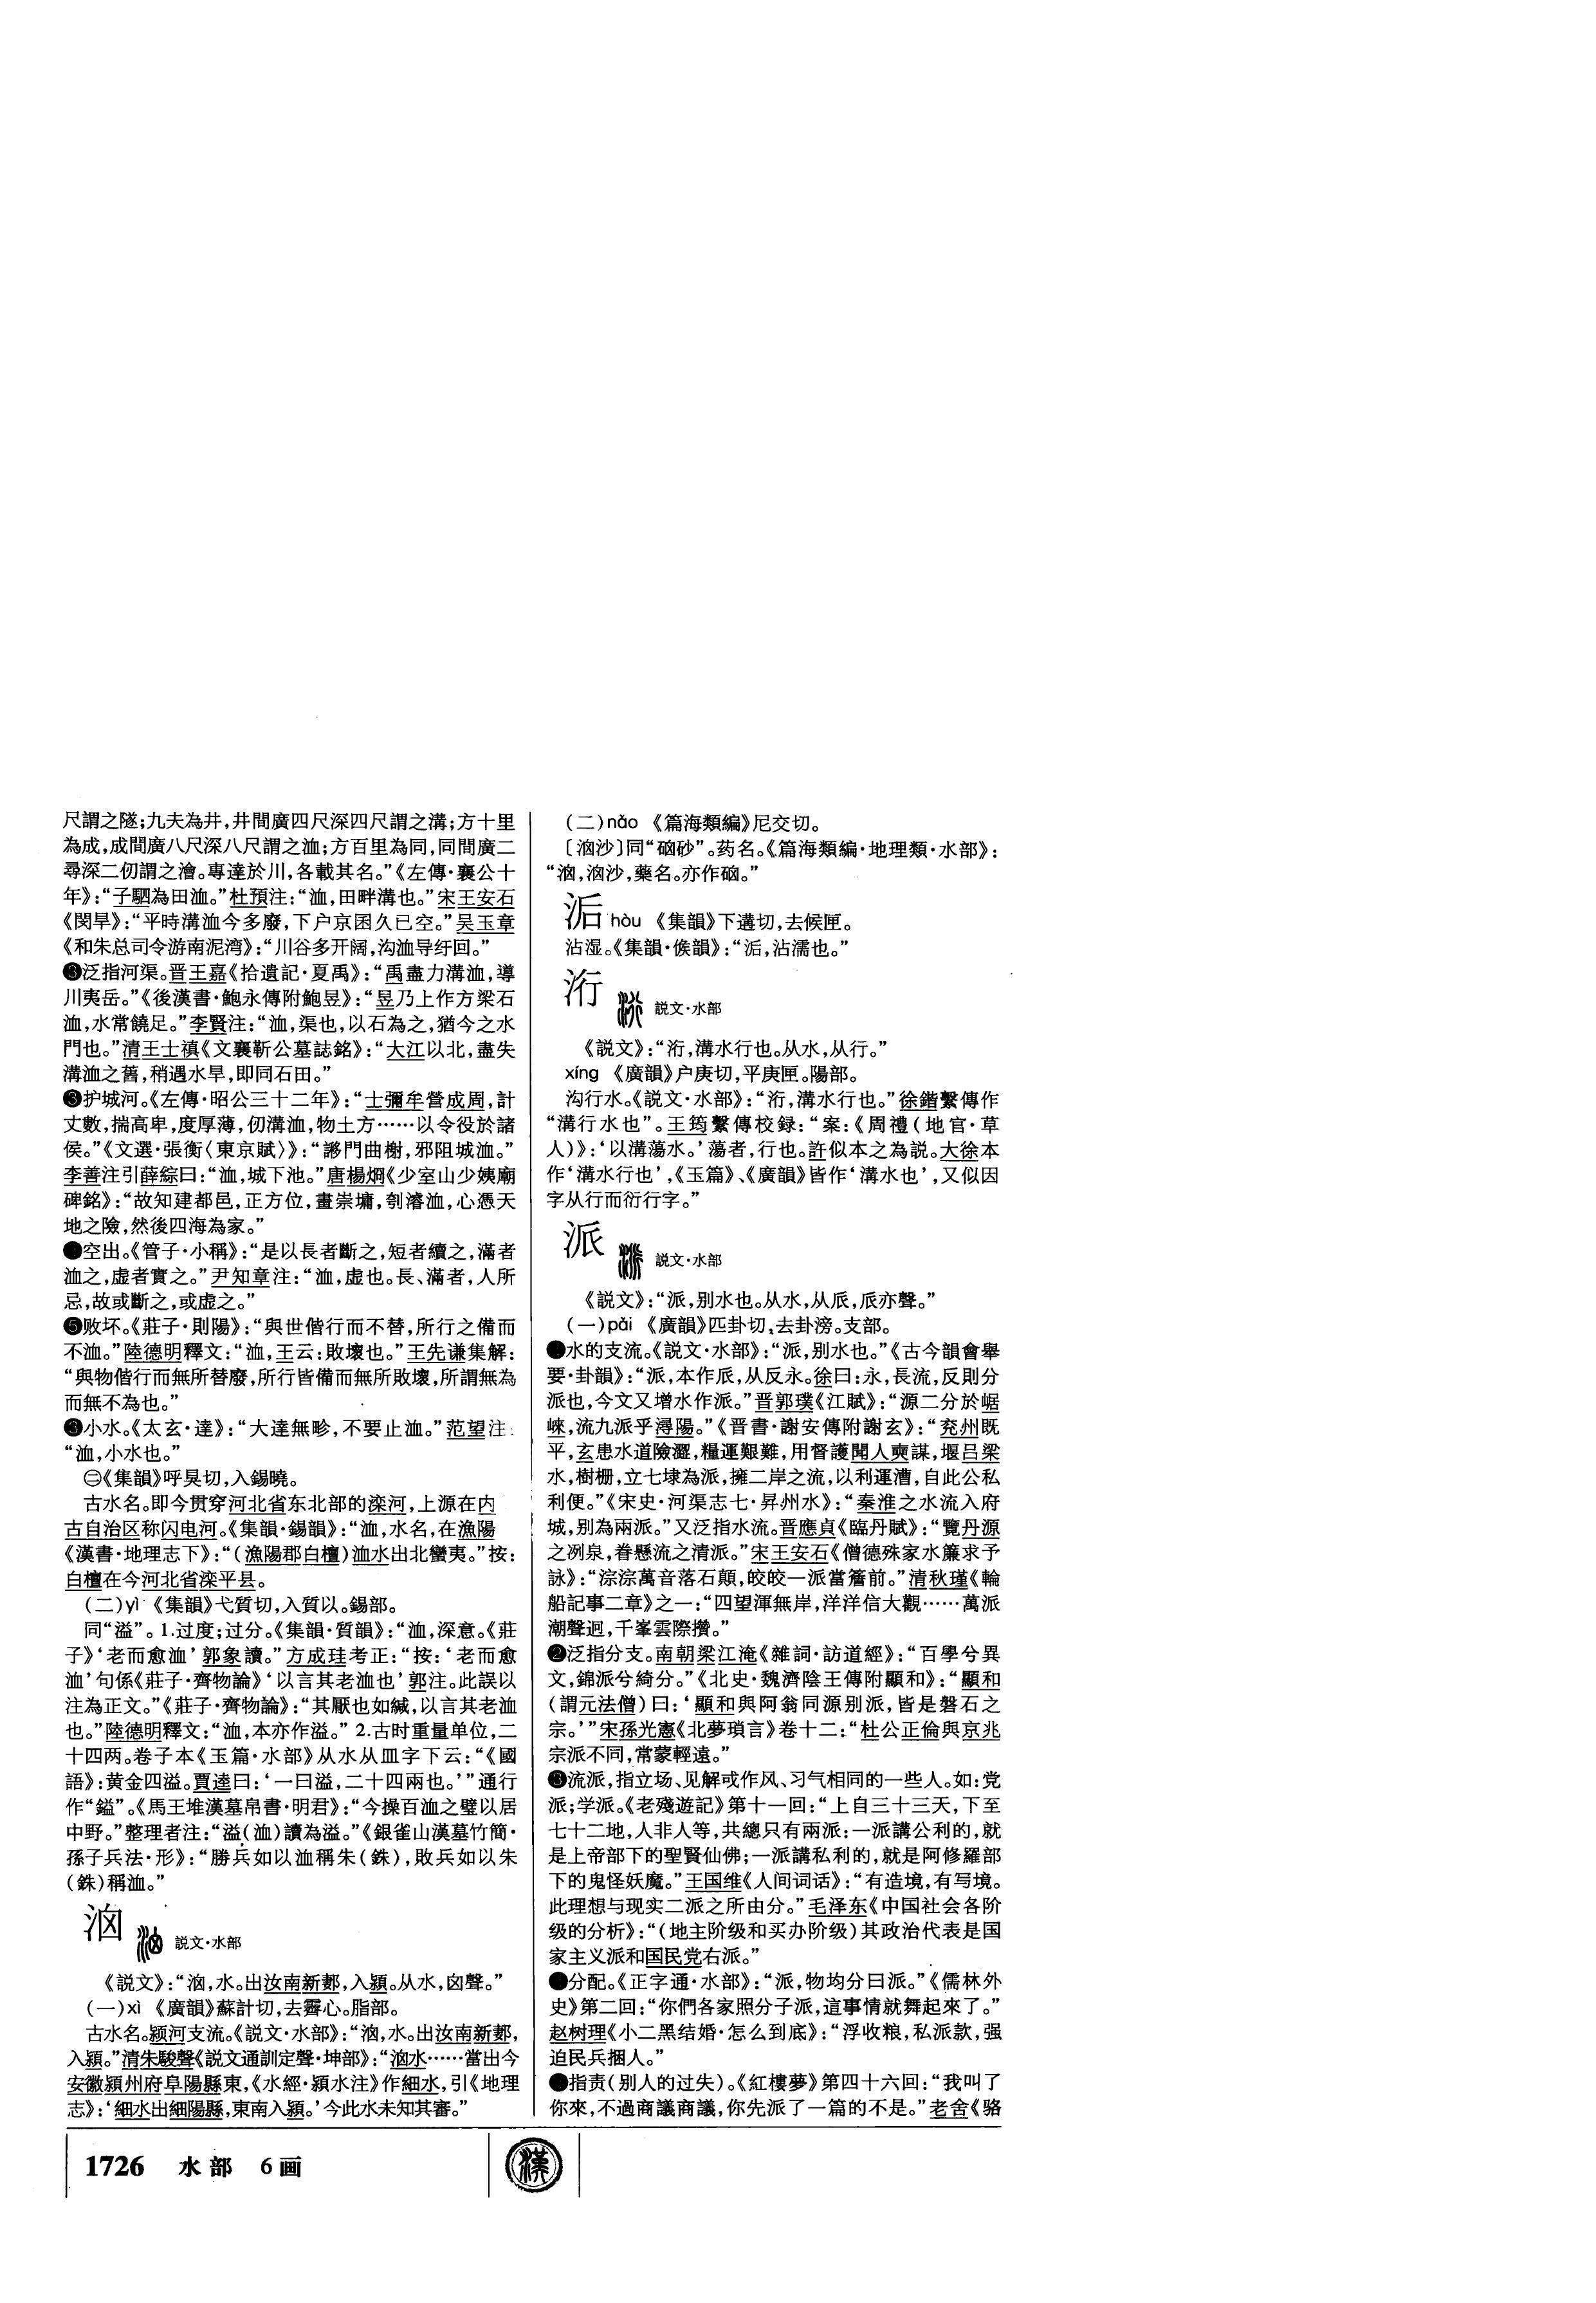 尺謂之隧;九夫為井,井間廣四尺深四尺謂之溝;方十里
為成,成間廣八尺深八尺謂之洫;方百里為同,同間廣二
尋深二仞謂之澮。專達於川,各載其名。”《左傳·襄公十
年》:“子駟為田洫。”杜預注:“洫,田畔溝也。”宋王安石
《閔旱》:“平時溝洫今多廢,下户京困久已空。”吴玉章
《和朱总司令游南泥湾》:“川谷多开阔,沟洫导纡回。”
❸泛指河渠。晋王嘉《拾遺記·夏禹》:“禹盡力溝洫,導
川夷岳。”《後漢書·鮑永傳附鮑昱》:“昱乃上作方梁石
洫,水常饒足。”李賢注:“洫,渠也,以石為之,猶今之水
門也。”清王士禛《文襄靳公墓誌銘》:“大江以北,盡失
溝洫之舊,稍遇水旱,即同石田。”
❸护城河。《左傳·昭公三十二年》:“士彌牟營成周,計
丈數,揣高卑,度厚薄,仞溝洫,物土方……以令役於諸
侯。”《文選·張衡〈東京賦〉》:“謻門曲榭,邪阻城洫。”
李善注引薛綜曰:“洫,城下池。”唐楊炯《少室山少姨廟
碑銘》:“故知建都邑,正方位,畫崇墉,刳濬洫,心憑天
地之險,然後四海為家。”
●空出。《管子·小稱》:“是以長者斷之,短者續之,滿者
洫之,虚者實之。”尹知章注:“洫,虚也。長、滿者,人所
忌,故或斷之,或虚之。”
❺败坏。《莊子·則陽》:“與世偕行而不替,所行之備而
不洫。”陸德明釋文:“洫,王云:敗壞也。”王先谦集解:
“與物偕行而無所替廢,所行皆備而無所敗壞,所謂無為
而無不為也。”
❸小水。《太玄·達》:“大達無畛,不要止洫。”范望注:
“洫,小水也。”
㊁《集韻》呼狊切,入錫曉。
古水名。即今贯穿河北省东北部的滦河,上源在内
古自治区称闪电河。《集韻·錫韻》:“洫,水名,在漁陽
《漢書·地理志下》:“(漁陽郡白檀)洫水出北蠻夷。”按:
白檀在今河北省滦平县。
(二)yì 《集韻》弋質切,入質以。錫部。
同“溢”。1.过度;过分。《集韻·質韻》:“洫,深意。《莊
子》‘老而愈洫’郭象讀。”方成珪考正:“按:‘老而愈
洫’句係《莊子·齊物論》‘以言其老洫也’郭注。此誤以
注為正文。”《莊子·齊物論》:“其厭也如緘,以言其老洫
也。”陸德明釋文:“洫,本亦作溢。” 2.古时重量单位,二
十四两。卷子本《玉篇·水部》从水从皿字下云:“《國
語》:黄金四溢。賈逵曰:‘一曰溢,二十四兩也。’”通行
作“鎰”。《馬王堆漢墓帛書·明君》:“今操百洫之璧以居
中野。”整理者注:“溢(洫)讀為溢。”《銀雀山漢墓竹簡·
孫子兵法·形》:“勝兵如以洫稱朱(銖),敗兵如以朱
(銖)稱洫。”
㳷
説文·水部
《説文》:“㳷,水。出汝南新郪,入潁。从水,囟聲。”
(一)xì 《廣韻》蘇計切,去霽心。脂部。
古水名。颍河支流。《説文·水部》:“㳷,水。出汝南新郪,
入潁。”清朱駿聲《説文通訓定聲·坤部》:“㳷水……當出今
安徽潁州府阜陽縣東,《水經·潁水注》作細水,引《地理
志》:‘細水出細陽縣,東南入潁。’今此水未知其審。”
(二)nǎo 《篇海類編》尼交切。
〔㳷沙〕同“硇砂”。药名。《篇海類編·地理類·水部》:
“㳷,㳷沙,藥名。亦作硇。”
洉 hòu 《集韻》下遘切,去候匣。
沾湿。《集韻·候韻》:“洉,沾濡也。”
洐
説文·水部
《説文》:“洐,溝水行也。从水,从行。”
xíng 《廣韻》户庚切,平庚匣。陽部。
沟行水。《説文·水部》:“洐,溝水行也。”徐鍇繫傳作
“溝行水也”。王筠繫傳校録:“案:《周禮(地官·草
人)》:‘以溝蕩水。’蕩者,行也。許似本之為説。大徐本
作‘溝水行也’,《玉篇》、《廣韻》皆作‘溝水也’,又似因
字从行而衍行字。”
派
説文·水部
《説文》:“派,别水也。从水,从𠂢,𠂢亦聲。”
(一)pài 《廣韻》匹卦切,去卦滂。支部。
●水的支流。《説文·水部》:“派,别水也。”《古今韻會舉
要·卦韻》:“派,本作𠂢,从反永。徐曰:永,長流,反則分
派也,今文又增水作派。”晋郭璞《江賦》:“源二分於崌
崍,流九派乎潯陽。”《晋書·謝安傳附謝玄》:“兖州既
平,玄患水道險澀,糧運艱難,用督護聞人奭謀,堰吕梁
水,樹栅,立七埭為派,擁二岸之流,以利運漕,自此公私
利便。”《宋史·河渠志七·昇州水》:“秦淮之水流入府
城,别為兩派。”又泛指水流。晋應貞《臨丹賦》:“覽丹源
之冽泉,眷懸流之清派。”宋王安石《僧德殊家水簾求予
詠》:“淙淙萬音落石顛,皎皎一派當簷前。”清秋瑾《輪
船記事二章》之一:“四望渾無岸,洋洋信大觀……萬派
潮聲迥,千峯雲際攢。”
❷泛指分支。南朝梁江淹《雜詞·訪道經》:“百學兮異
文,錦派兮綺分。”《北史·魏濟陰王傳附顯和》:“顯和
(謂元法僧)曰:‘顯和與阿翁同源别派,皆是磐石之
宗。’”宋孫光憲《北夢瑣言》卷十二:“杜公正倫與京兆
宗派不同,常蒙輕遠。”
❸流派,指立场、见解或作风、习气相同的一些人。如:党
派;学派。《老殘遊記》第十一回:“上自三十三天,下至
七十二地,人非人等,共總只有兩派:一派講公利的,就
是上帝部下的聖賢仙佛;一派講私利的,就是阿修羅部
下的鬼怪妖魔。”王国维《人间词话》:“有造境,有写境。
此理想与现实二派之所由分。”毛泽东《中国社会各阶
级的分析》:“(地主阶级和买办阶级)其政治代表是国
家主义派和国民党右派。”
●分配。《正字通·水部》:“派,物均分曰派。”《儒林外
史》第二回:“你們各家照分子派,這事情就舞起來了。”
赵树理《小二黑结婚·怎么到底》:“浮收粮,私派款,强
迫民兵捆人。”
●指责(别人的过失)。《紅樓夢》第四十六回:“我叫了
你來,不過商議商議,你先派了一篇的不是。”老舍《骆
1726 水部 6画
漢